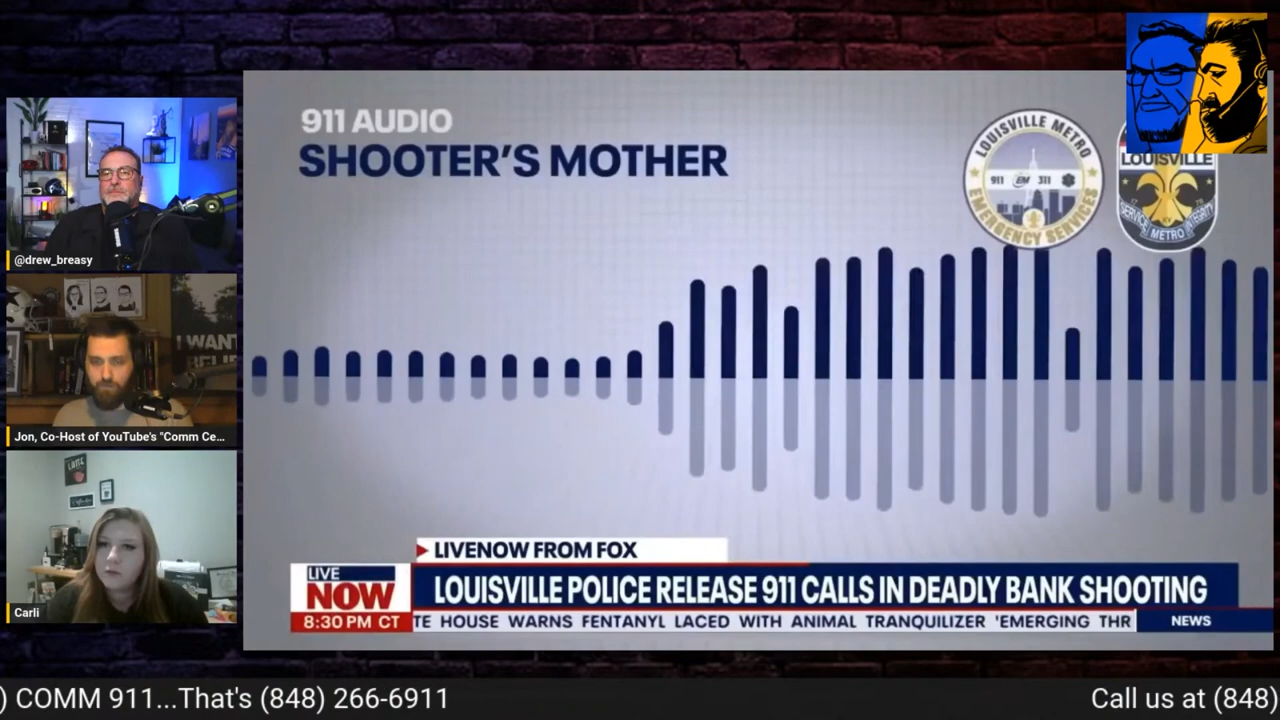 911 AUDIO
SHOOTER'S MOTHER
LOUISVILLE METRO
911 EM 311
EMERGENCY SERVICES
LOUISVILLE
SERVICE INTEGRITY
METRO
@drew_breasy
I WANT
Jon, Co-Host of YouTube's "Comm Ce...
Carli
LIVENOW FROM FOX
LIVE
NOW
LOUISVILLE POLICE RELEASE 911 CALLS IN DEADLY BANK SHOOTING
8:30 PM CT
TE HOUSE WARNS FENTANYL LACED WITH ANIMAL TRANQUILIZER 'EMERGING THR
NEWS
) COMM 911...That's (848) 266-6911
Call us at (848)